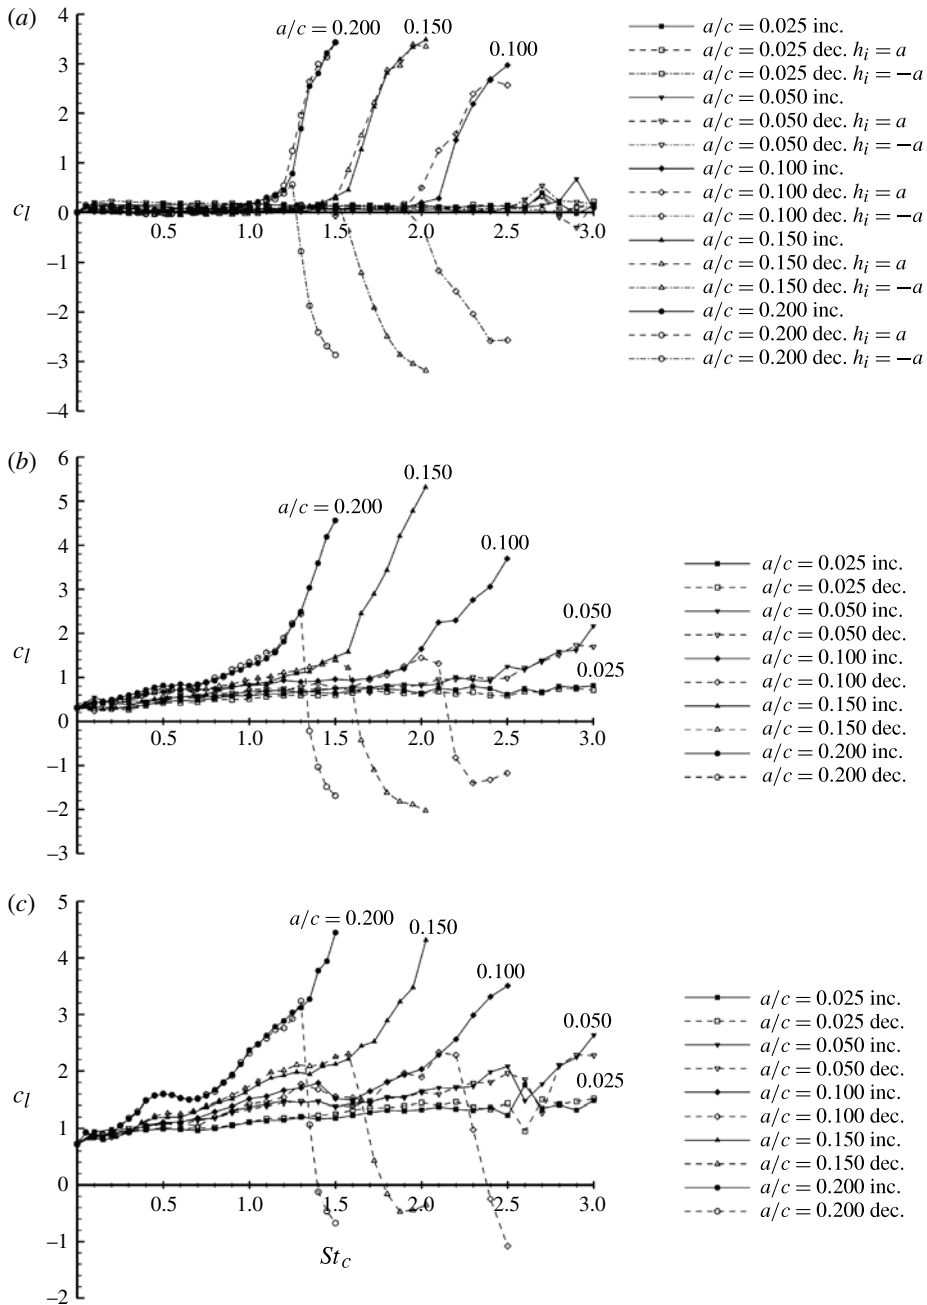 (a)
4
3
2
1
0
−1
−2
−3
−4
c_l
0.5 1.0 1.5 2.0 2.5 3.0
a/c = 0.200
0.150
0.100
a/c = 0.025 inc.
a/c = 0.025 dec. h_i = a
a/c = 0.025 dec. h_i = −a
a/c = 0.050 inc.
a/c = 0.050 dec. h_i = a
a/c = 0.050 dec. h_i = −a
a/c = 0.100 inc.
a/c = 0.100 dec. h_i = a
a/c = 0.100 dec. h_i = −a
a/c = 0.150 inc.
a/c = 0.150 dec. h_i = a
a/c = 0.150 dec. h_i = −a
a/c = 0.200 inc.
a/c = 0.200 dec. h_i = a
a/c = 0.200 dec. h_i = −a
(b)
6
5
4
3
2
1
0
−1
−2
−3
c_l
0.5 1.0 1.5 2.0 2.5 3.0
a/c = 0.200
0.150
0.100
0.050
0.025
a/c = 0.025 inc.
a/c = 0.025 dec.
a/c = 0.050 inc.
a/c = 0.050 dec.
a/c = 0.100 inc.
a/c = 0.100 dec.
a/c = 0.150 inc.
a/c = 0.150 dec.
a/c = 0.200 inc.
a/c = 0.200 dec.
(c)
5
4
3
2
1
0
−1
−2
c_l
0.5 1.0 1.5 2.0 2.5 3.0
St_c
a/c = 0.200
0.150
0.100
0.050
0.025
a/c = 0.025 inc.
a/c = 0.025 dec.
a/c = 0.050 inc.
a/c = 0.050 dec.
a/c = 0.100 inc.
a/c = 0.100 dec.
a/c = 0.150 inc.
a/c = 0.150 dec.
a/c = 0.200 inc.
a/c = 0.200 dec.